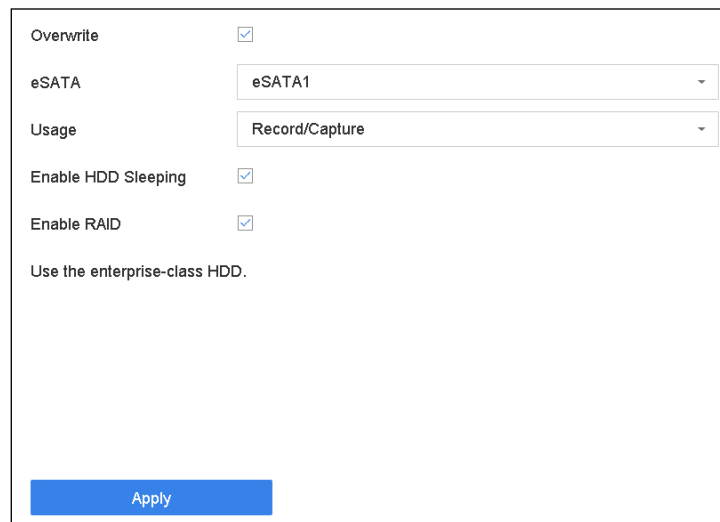 Overwrite
eSATA eSATA1
Usage Record/Capture
Enable HDD Sleeping
Enable RAID
Use the enterprise-class HDD.
Apply